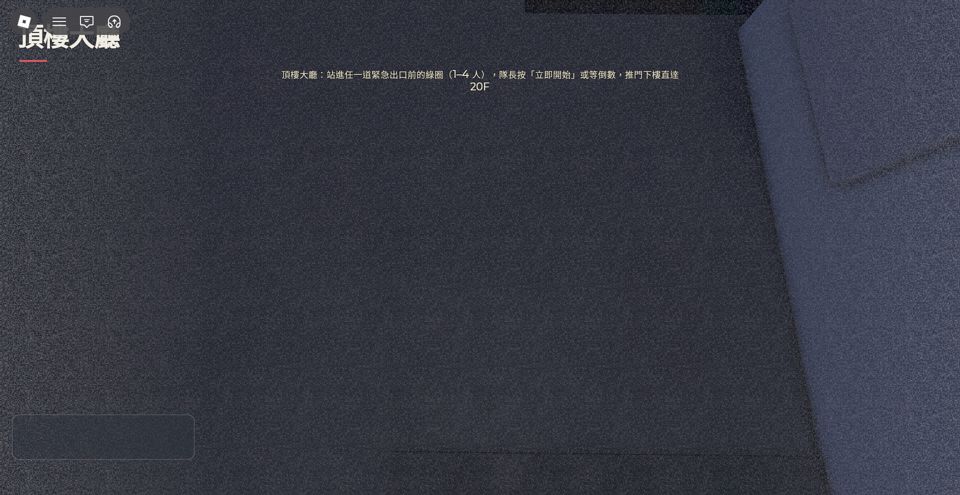 頂樓大廳
頂樓大廳：站進任一道緊急出口前的綠圈（1–4 人），隊長按「立即開始」或等倒數，推門下樓直達
20F